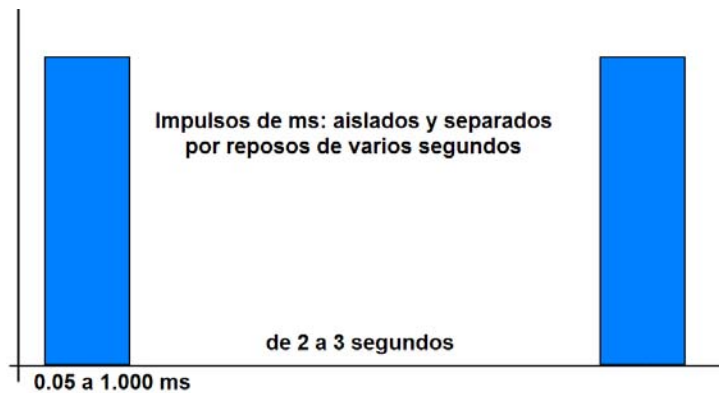 Impulsos de ms: aislados y separados
por reposos de varios segundos
de 2 a 3 segundos
0.05 a 1.000 ms